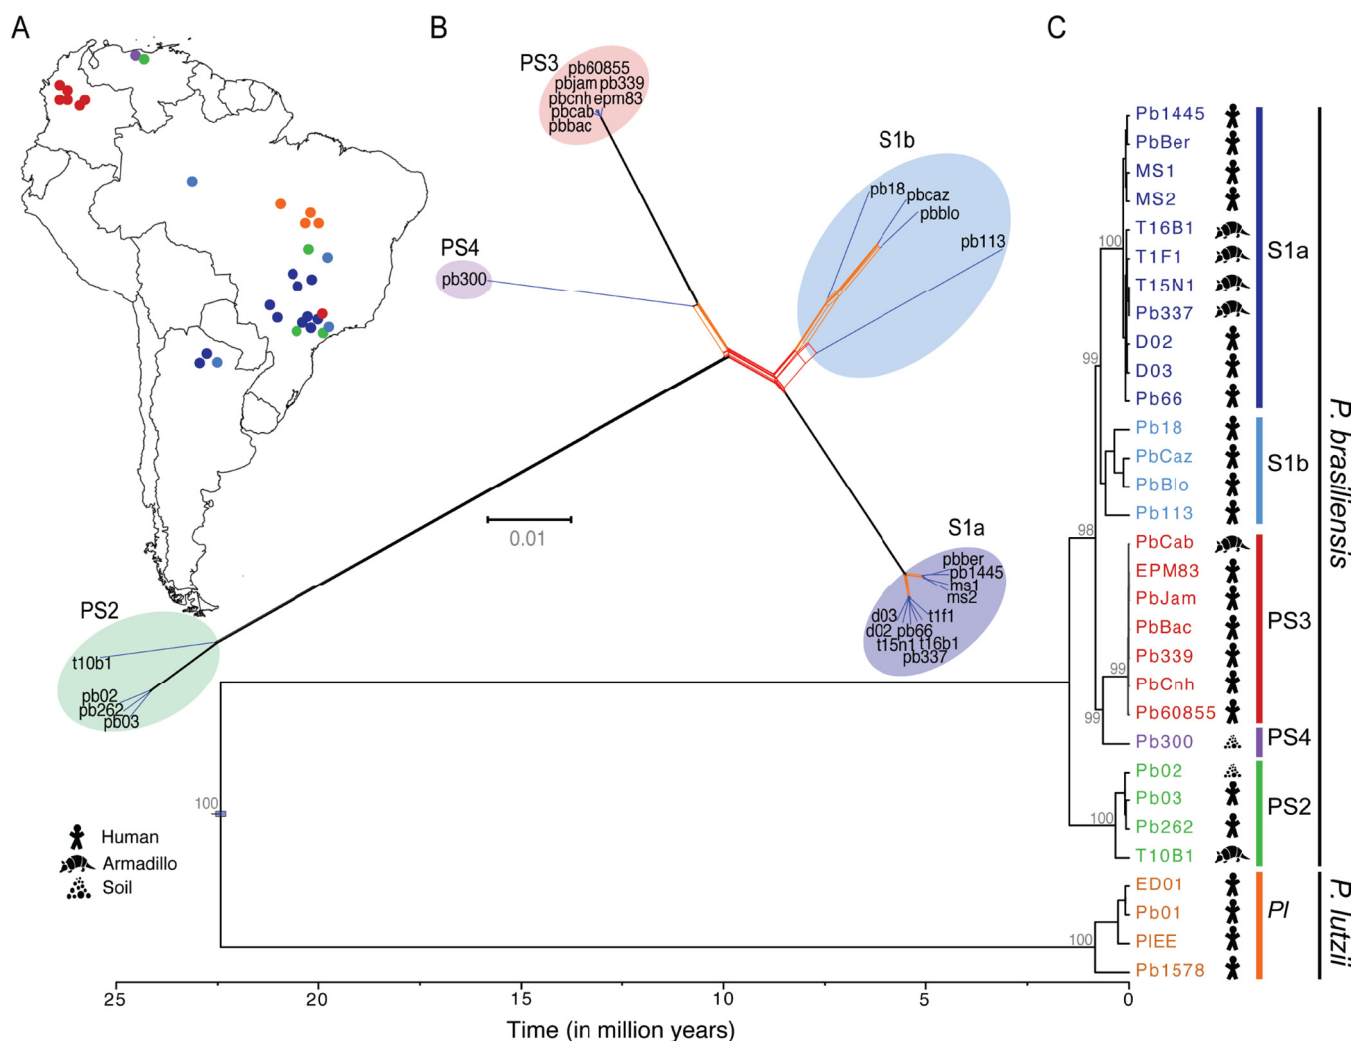 A
B
C
PS3
pb60855
pbjam pb339
pbcnh epm83
pbcab
pbbac
S1b
pb18
pbcaz
pbblo
pb113
PS4
pb300
0.01
S1a
pbber
pb1445
ms1
ms2
d03
t1f1
d02 pb66
t15n1 t16b1
pb337
PS2
t10b1
pb02
pb262
pb03
Human
Armadillo
Soil
100
99
98
99
99
100
100
100
Pb1445
PbBer
MS1
MS2
T16B1
T1F1
T15N1
Pb337
D02
D03
Pb66
Pb18
PbCaz
PbBlo
Pb113
PbCab
EPM83
PbJam
PbBac
Pb339
PbCnh
Pb60855
Pb300
Pb02
Pb03
Pb262
T10B1
ED01
Pb01
PlEE
Pb1578
S1a
S1b
PS3
PS4
PS2
Pl
P. brasiliensis
P. lutzii
25 20 15 10 5 0
Time (in million years)